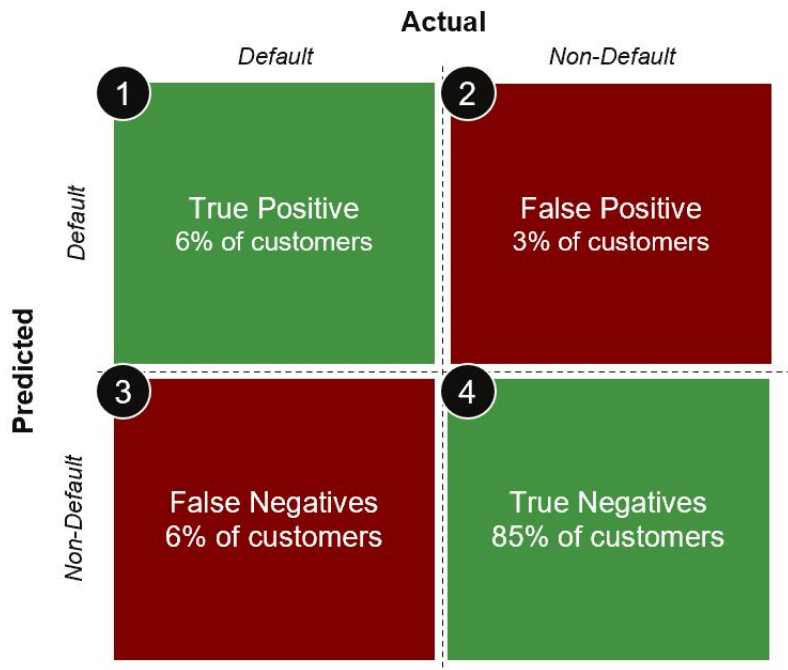 Actual
Default
Non-Default
1
2
Default
True Positive
6% of customers
False Positive
3% of customers
Predicted
3
4
Non-Default
False Negatives
6% of customers
True Negatives
85% of customers